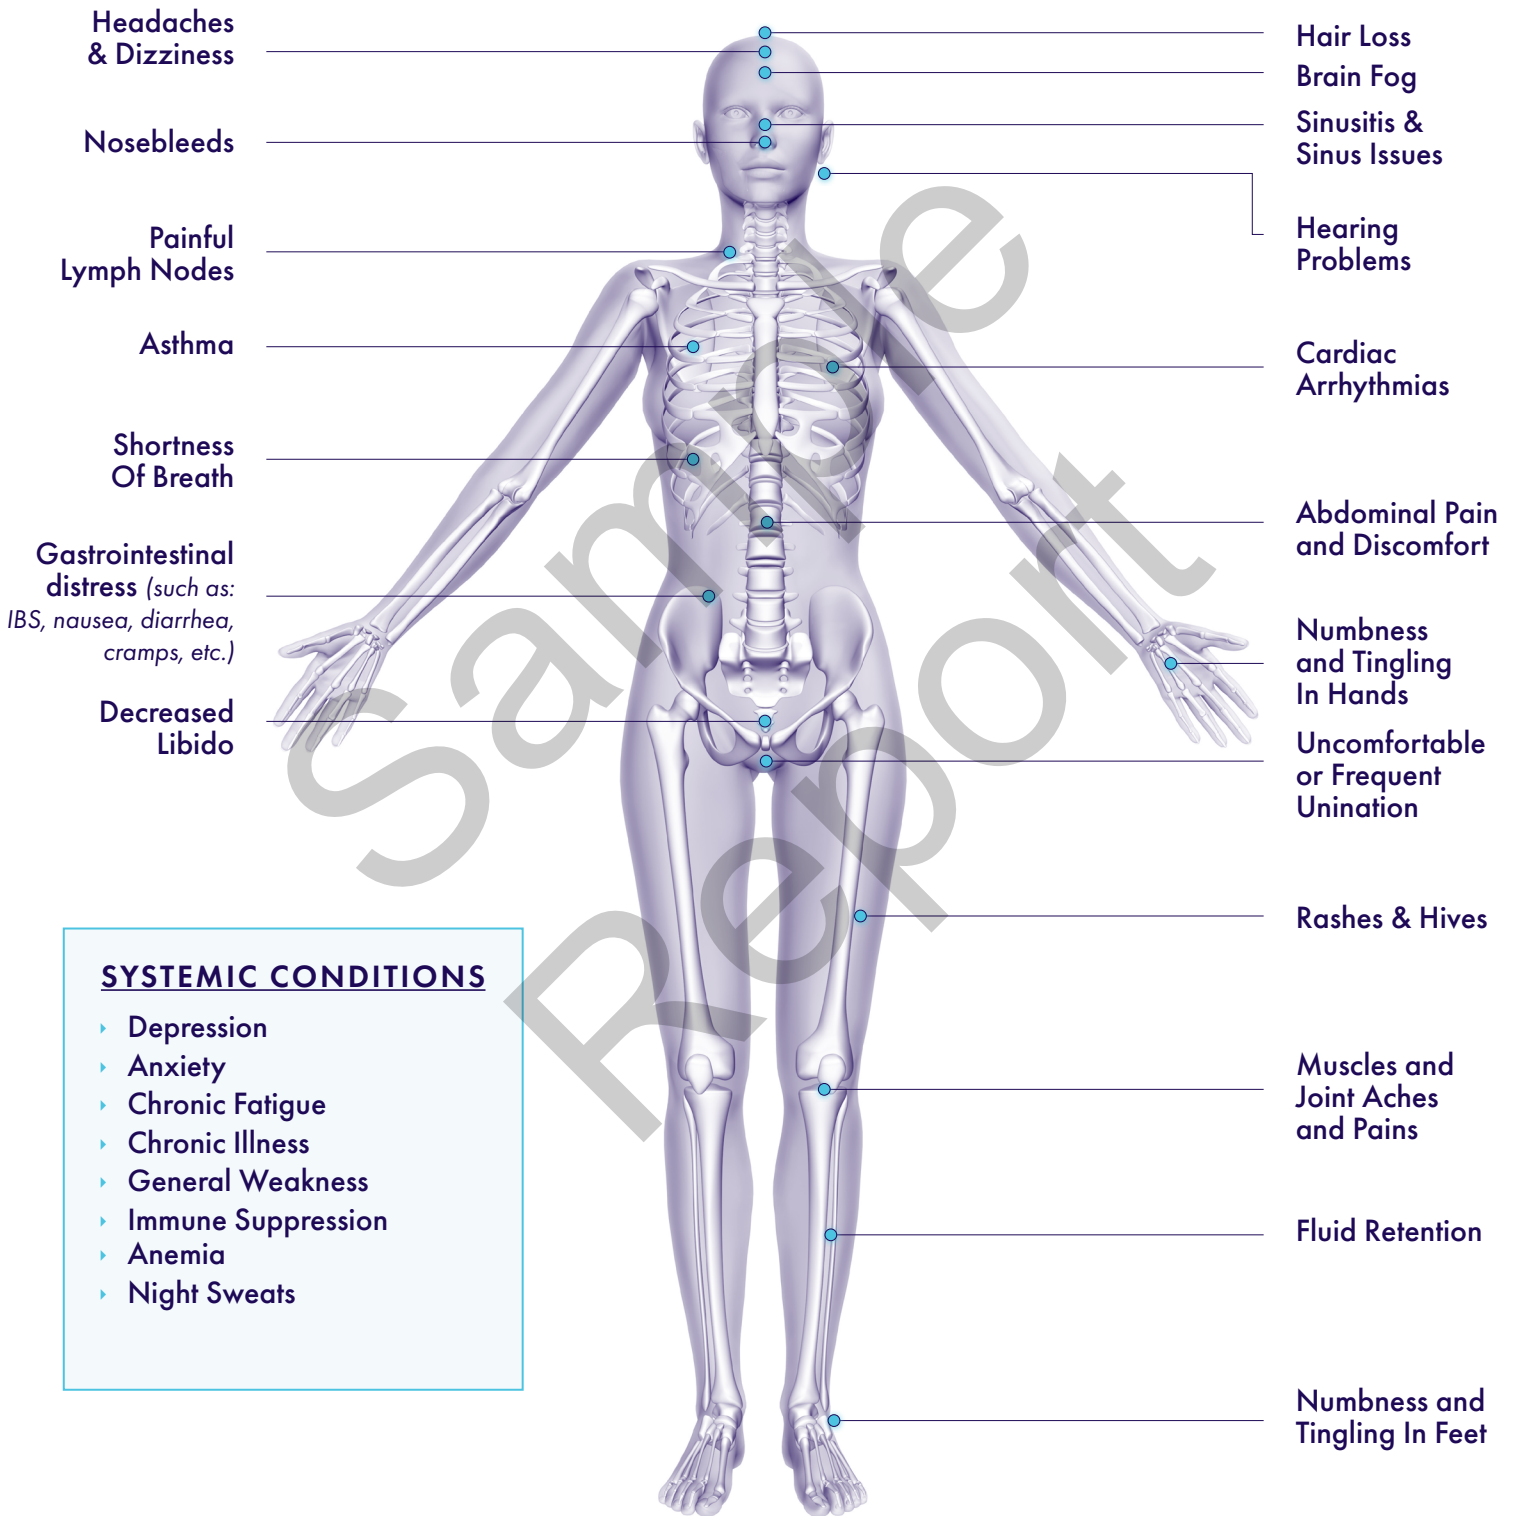 Headaches
& Dizziness
Nosebleeds
Painful
Lymph Nodes
Asthma
Shortness
Of Breath
Gastrointestinal
distress (such as:
IBS, nausea, diarrhea,
cramps, etc.)
Decreased
Libido
Hair Loss
Brain Fog
Sinusitis &
Sinus Issues
Hearing
Problems
Cardiac
Arrhythmias
Abdominal Pain
and Discomfort
Numbness
and Tingling
In Hands
Uncomfortable
or Frequent
Unination
Rashes & Hives
Muscles and
Joint Aches
and Pains
Fluid Retention
Numbness and
Tingling In Feet
SYSTEMIC CONDITIONS
Depression
Anxiety
Chronic Fatigue
Chronic Illness
General Weakness
Immune Suppression
Anemia
Night Sweats
Sample
Report